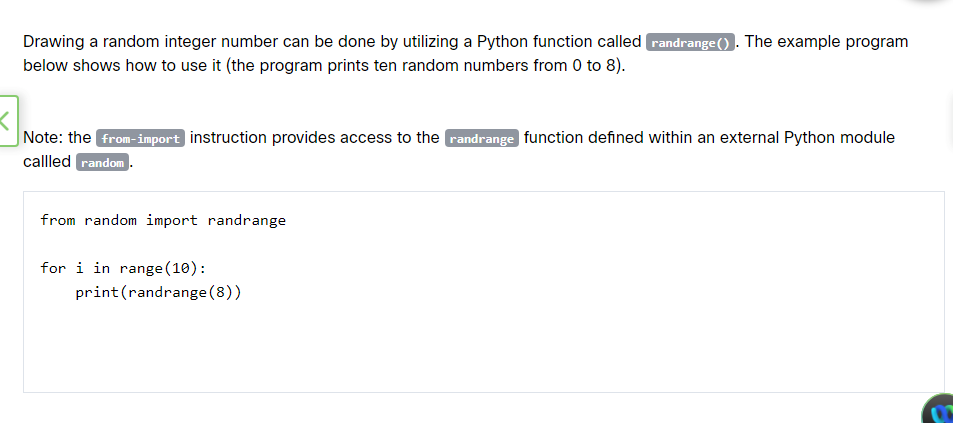 Drawing a random integer number can be done by utilizing a Python function called randrange(). The example program
below shows how to use it (the program prints ten random numbers from 0 to 8).
Note: the from-import instruction provides access to the randrange function defined within an external Python module
callled random.
from random import randrange
for i in range(10):
    print(randrange(8))